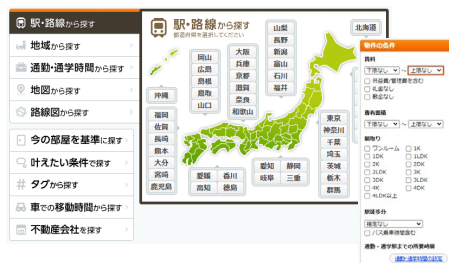 駅・路線から探す
地域から探す
通勤・通学時間から探す
地図から探す
路線図から探す
今の部屋を基準に探す
叶えたい条件で探す
タグから探す
車での移動時間から探す
不動産会社を探す
駅・路線から探す
都道府県を選択してください
北海道
山梨
長野
新潟
富山
石川
福井
大阪
兵庫
京都
滋賀
奈良
和歌山
岡山
広島
島根
鳥取
山口
沖縄
福岡
佐賀
長崎
熊本
大分
宮崎
鹿児島
愛媛 香川
高知 徳島
愛知 静岡
岐阜 三重
東京
神奈川
千葉
埼玉
茨城
栃木
群馬
物件の条件
賃料
下限なし ～ 上限なし
共益費/管理費を含む
礼金なし
敷金なし
専有面積
下限なし ～ 上限なし
間取り
ワンルーム 1K
1DK 1LDK
2K 2DK
2LDK 3K
3DK 3LDK
4K 4DK
4LDK以上
駅徒歩分
指定なし
バス乗車時間含む
通勤・通学駅までの所要時間
通勤・通学時間の設定